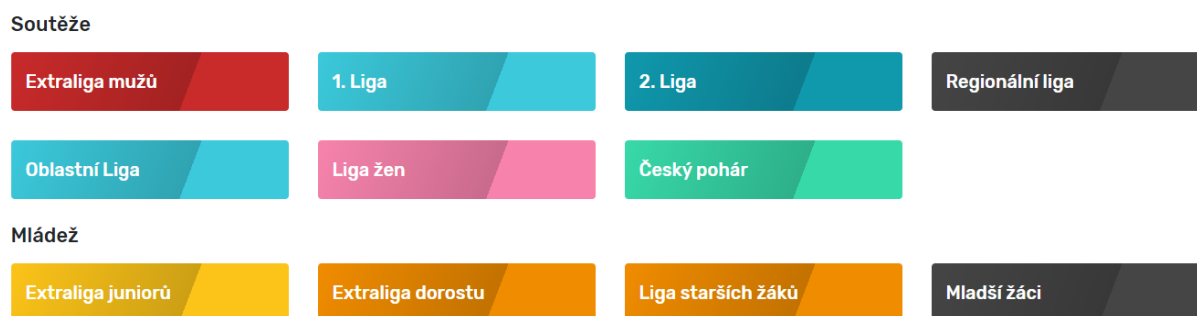 Soutěže
Extraliga mužů
1. Liga
2. Liga
Regionální liga
Oblastní Liga
Liga žen
Český pohár
Mládež
Extraliga juniorů
Extraliga dorostu
Liga starších žáků
Mladší žáci